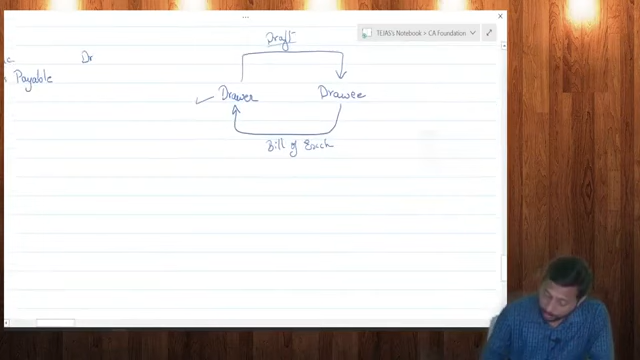 Draft
TEJAS's Notebook > CA Foundation
Dr
Payable
Drawer Drawee
Bill of Exch